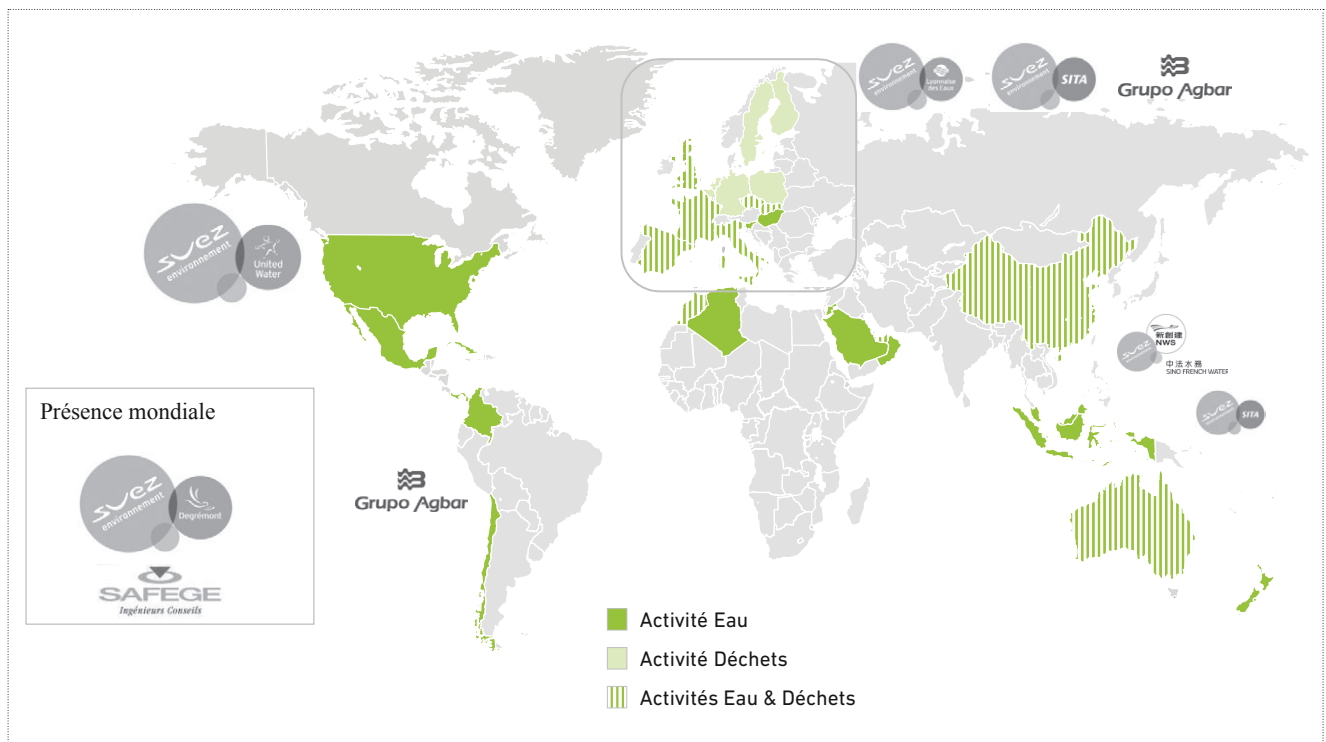 suez
environnement
Lyonnaise
des Eaux
suez
environnement
SITA
Grupo Agbar
suez
environnement
United
Water
新創建
NWS
suez
environnement
中法水務
SINO FRENCH WATER
suez
environnement
SITA
Présence mondiale
suez
environnement
Degrémont
SAFEGE
Ingénieurs Conseils
Grupo Agbar
Activité Eau
Activité Déchets
Activités Eau & Déchets